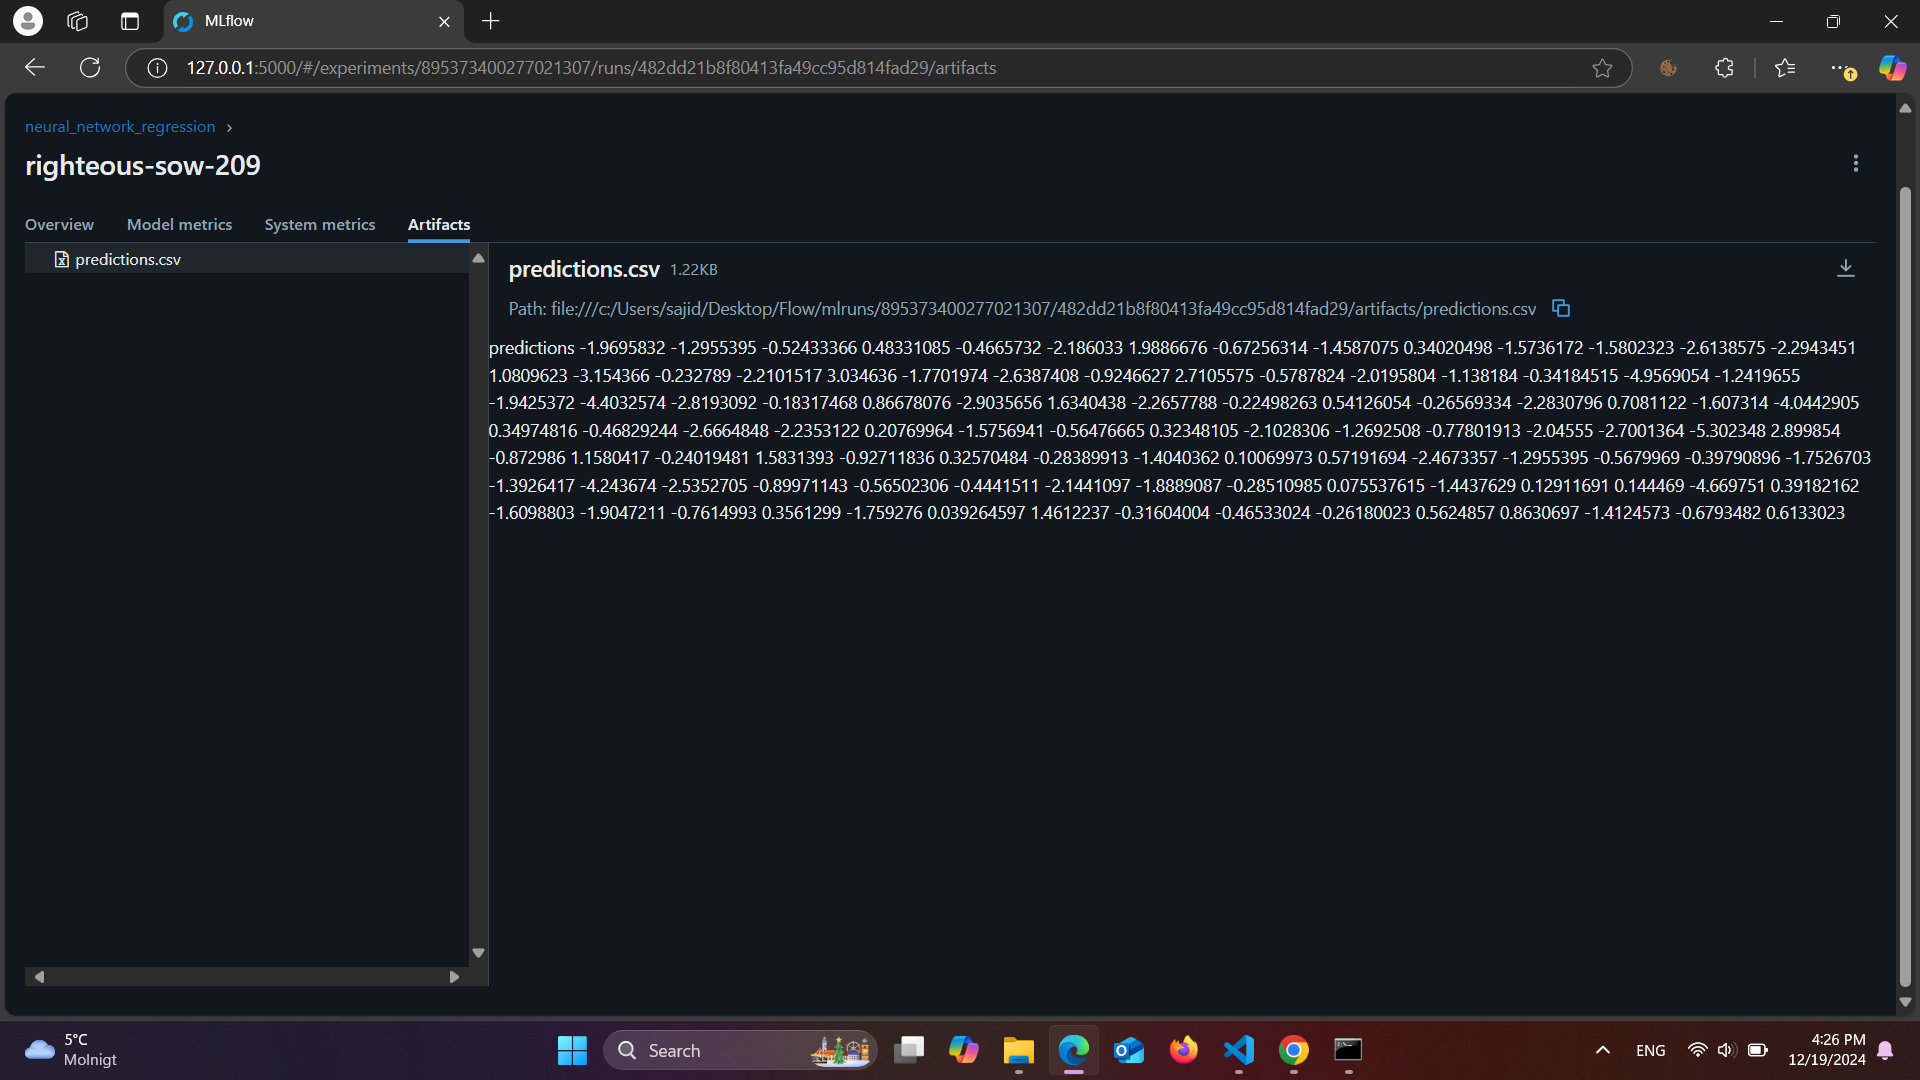 MLflow
127.0.0.1:5000/#/experiments/895373400277021307/runs/482dd21b8f80413fa49cc95d814fad29/artifacts
neural_network_regression
righteous-sow-209
Overview Model metrics System metrics Artifacts
predictions.csv
predictions.csv 1.22KB
Path: file:///c:/Users/sajid/Desktop/Flow/mlruns/895373400277021307/482dd21b8f80413fa49cc95d814fad29/artifacts/predictions.csv
predictions -1.9695832 -1.2955395 -0.52433366 0.48331085 -0.4665732 -2.186033 1.9886676 -0.67256314 -1.4587075 0.34020498 -1.5736172 -1.5802323 -2.6138575 -2.2943451
1.0809623 -3.154366 -0.232789 -2.2101517 3.034636 -1.7701974 -2.6387408 -0.9246627 2.7105575 -0.5787824 -2.0195804 -1.138184 -0.34184515 -4.9569054 -1.2419655
-1.9425372 -4.4032574 -2.8193092 -0.18317468 0.86678076 -2.9035656 1.6340438 -2.2657788 -0.22498263 0.54126054 -0.26569334 -2.2830796 0.7081122 -1.607314 -4.0442905
0.34974816 -0.46829244 -2.6664848 -2.2353122 0.20769964 -1.5756941 -0.56476665 0.32348105 -2.1028306 -1.2692508 -0.77801913 -2.04555 -2.7001364 -5.302348 2.899854
-0.872986 1.1580417 -0.24019481 1.5831393 -0.92711836 0.32570484 -0.28389913 -1.4040362 0.10069973 0.57191694 -2.4673357 -1.2955395 -0.5679969 -0.39790896 -1.7526703
-1.3926417 -4.243674 -2.5352705 -0.89971143 -0.56502306 -0.4441511 -2.1441097 -1.8889087 -0.28510985 0.075537615 -1.4437629 0.12911691 0.144469 -4.669751 0.39182162
-1.6098803 -1.9047211 -0.7614993 0.3561299 -1.759276 0.039264597 1.4612237 -0.31604004 -0.46533024 -0.26180023 0.5624857 0.8630697 -1.4124573 -0.6793482 0.6133023
5°C
Molnigt
Search
ENG
4:26 PM
12/19/2024